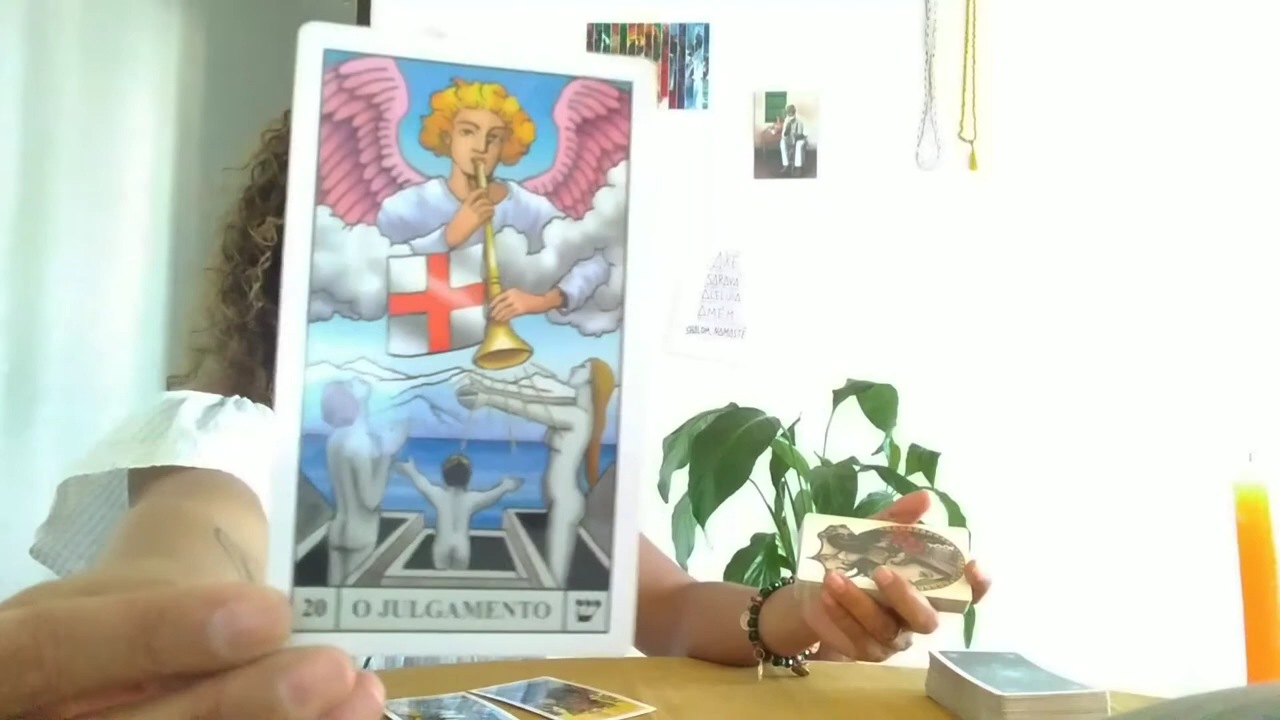 20 O JULGAMENTO ש
AXÉ
SARAVÁ
ALELUIA
AMÉM
SHALOM, NAMASTÊ